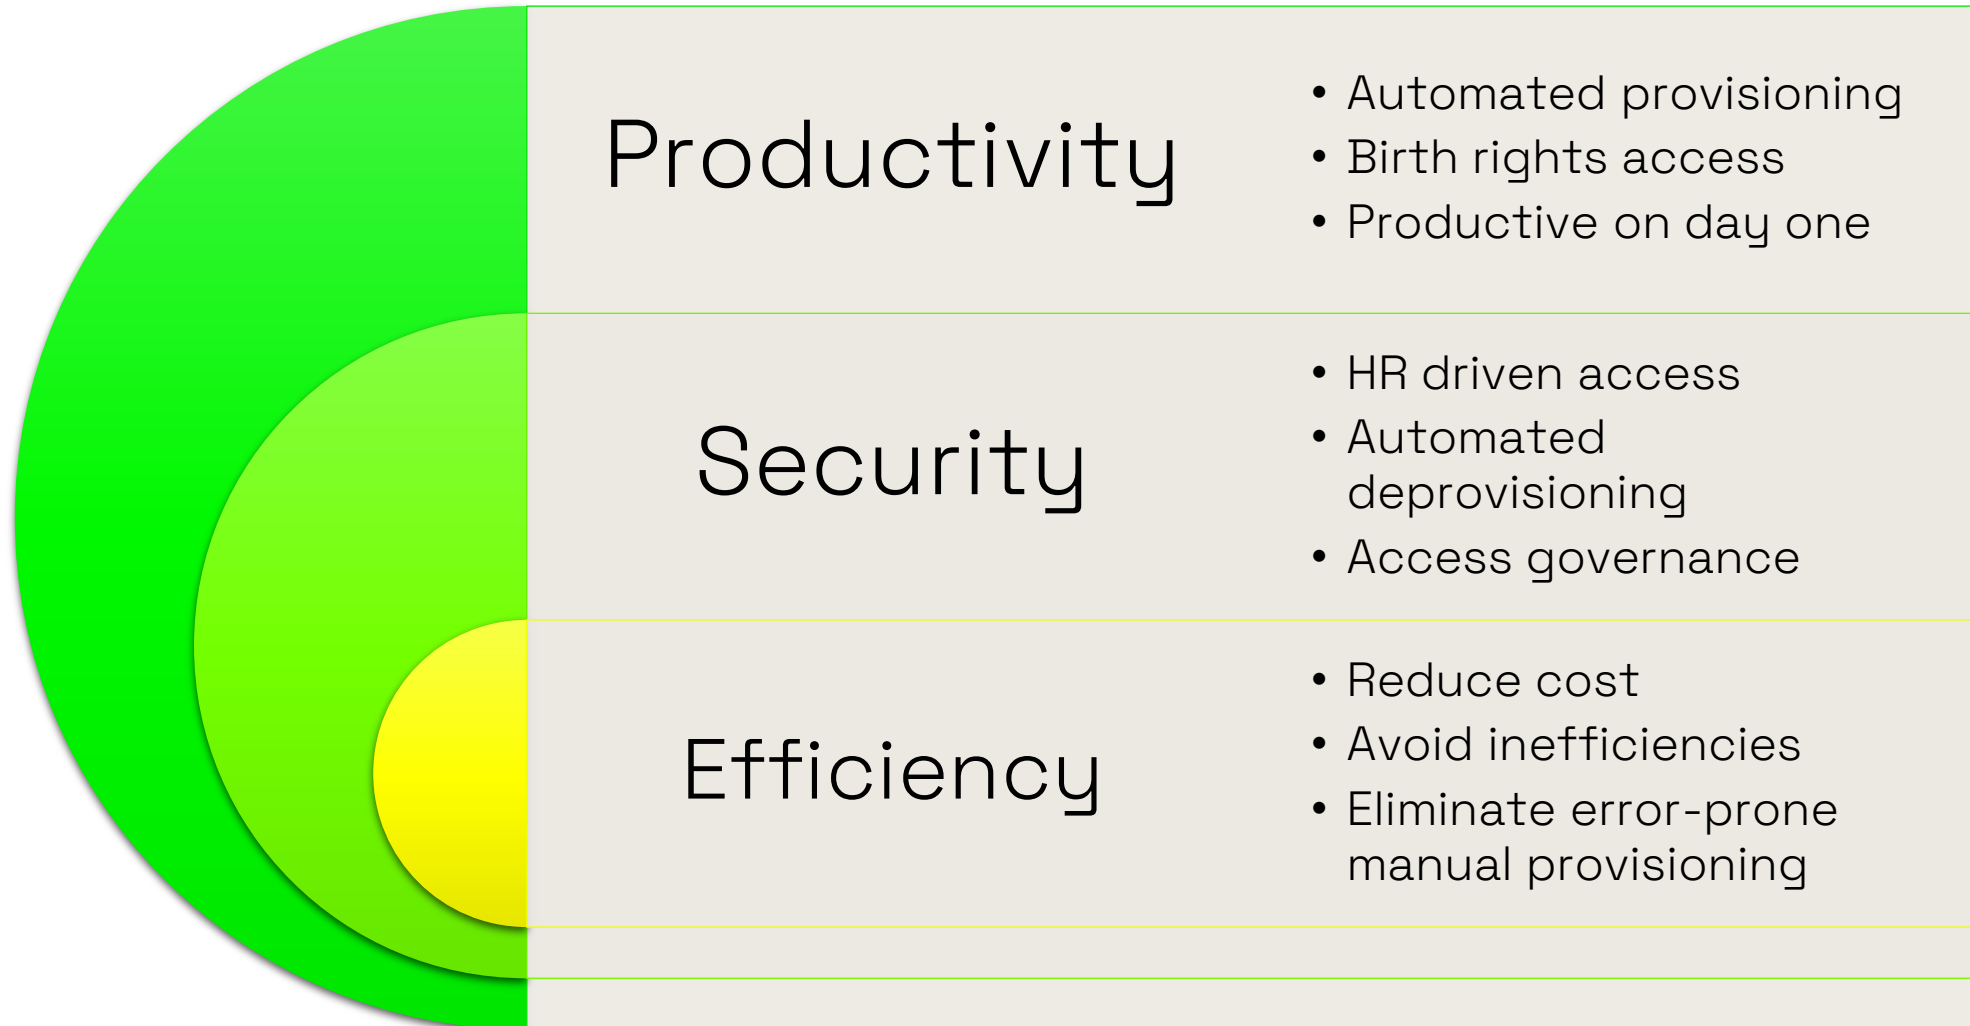 Productivity
• Automated provisioning
• Birth rights access
• Productive on day one
Security
• HR driven access
• Automated
deprovisioning
• Access governance
Efficiency
• Reduce cost
• Avoid inefficiencies
• Eliminate error-prone
manual provisioning